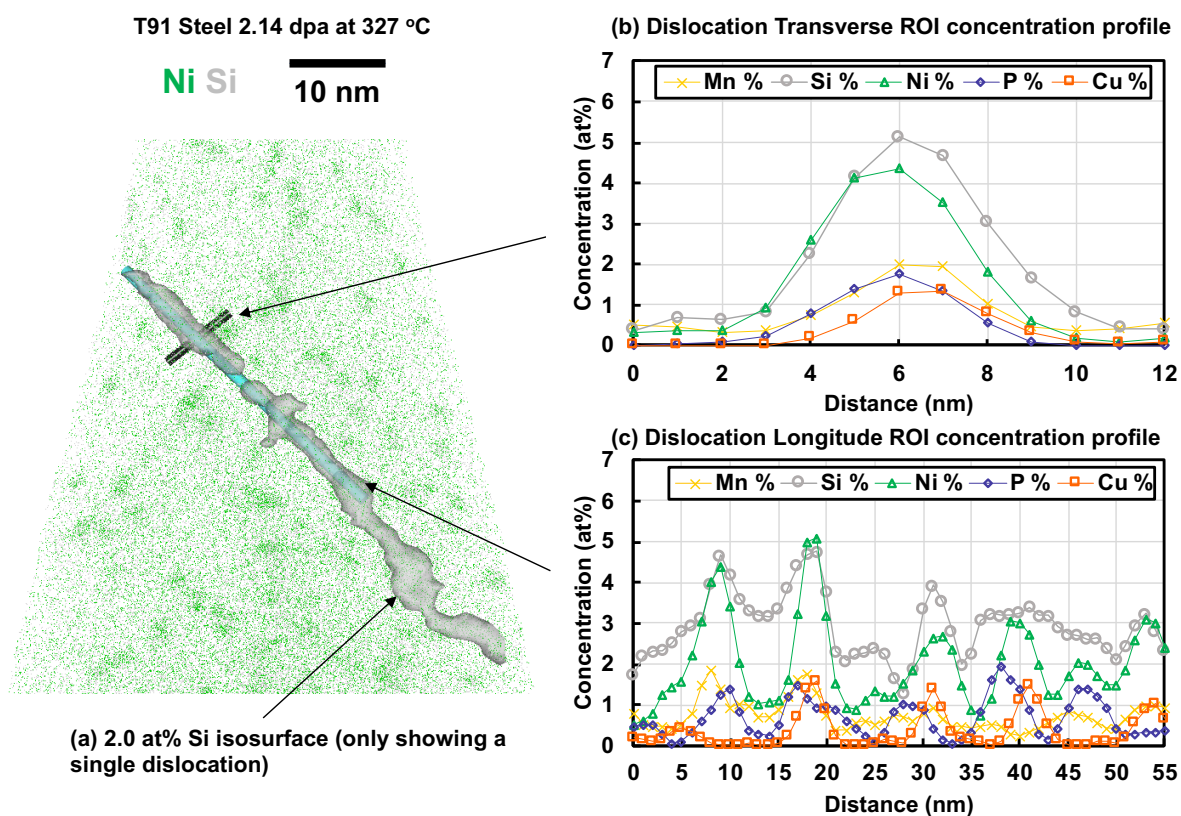 T91 Steel 2.14 dpa at 327 °C
Ni Si
10 nm
(a) 2.0 at% Si isosurface (only showing a
single dislocation)
(b) Dislocation Transverse ROI concentration profile
Concentration (at%)
7
6
5
4
3
2
1
0
Mn % Si % Ni % P % Cu %
0 2 4 6 8 10 12
Distance (nm)
(c) Dislocation Longitude ROI concentration profile
Concentration (at%)
7
6
5
4
3
2
1
0
Mn % Si % Ni % P % Cu %
0 5 10 15 20 25 30 35 40 45 50 55
Distance (nm)